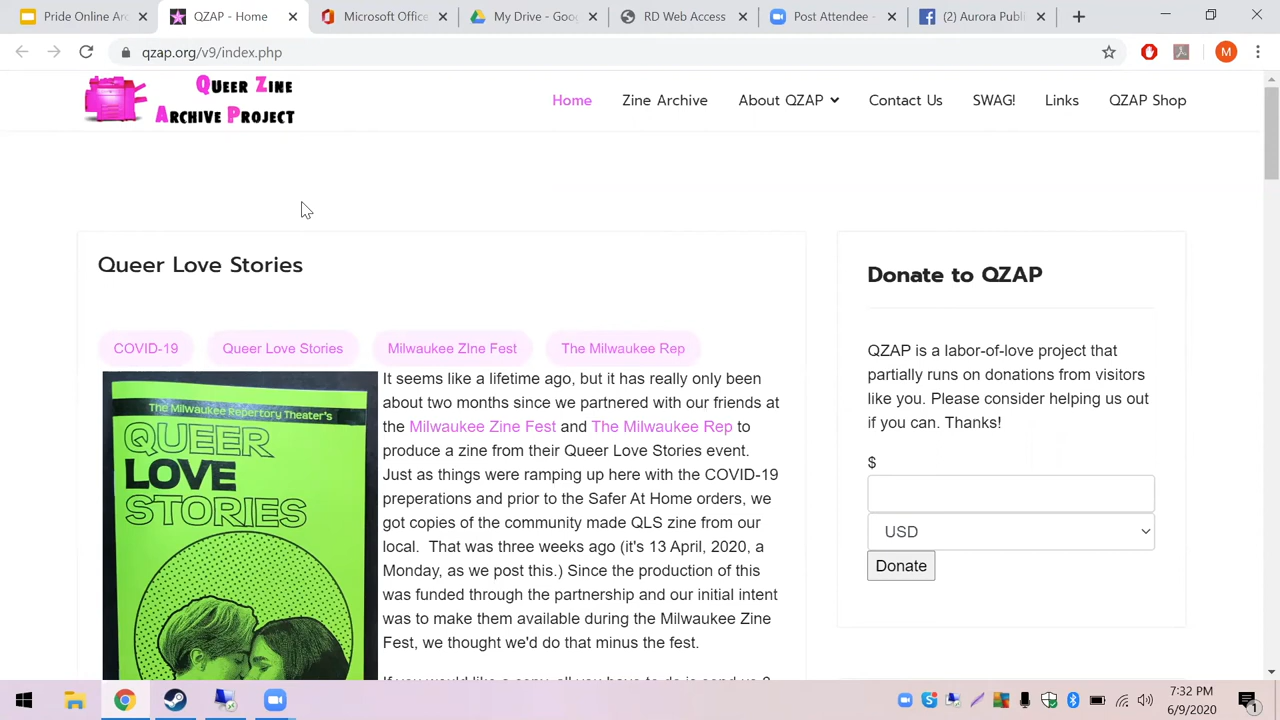 Pride Online Ar
QZAP - Home
Microsoft Office
My Drive - Goo
RD Web Access
Post Attendee
(2) Aurora Publ
qzap.org/v9/index.php
M
QUEER ZINE
ARCHIVE PROJECT
Home
Zine Archive
About QZAP
Contact Us
SWAG!
Links
QZAP Shop
Queer Love Stories
COVID-19
Queer Love Stories
Milwaukee ZIne Fest
The Milwaukee Rep
The Milwaukee Repertory Theater's
QUEER
LOVE
STORIES
It seems like a lifetime ago, but it has really only been
about two months since we partnered with our friends at
the Milwaukee Zine Fest and The Milwaukee Rep to
produce a zine from their Queer Love Stories event.
Just as things were ramping up here with the COVID-19
preperations and prior to the Safer At Home orders, we
got copies of the community made QLS zine from our
local. That was three weeks ago (it's 13 April, 2020, a
Monday, as we post this.) Since the production of this
was funded through the partnership and our initial intent
was to make them available during the Milwaukee Zine
Fest, we thought we'd do that minus the fest.
Donate to QZAP
QZAP is a labor-of-love project that
partially runs on donations from visitors
like you. Please consider helping us out
if you can. Thanks!
$
USD
Donate
7:32 PM
6/9/2020
1